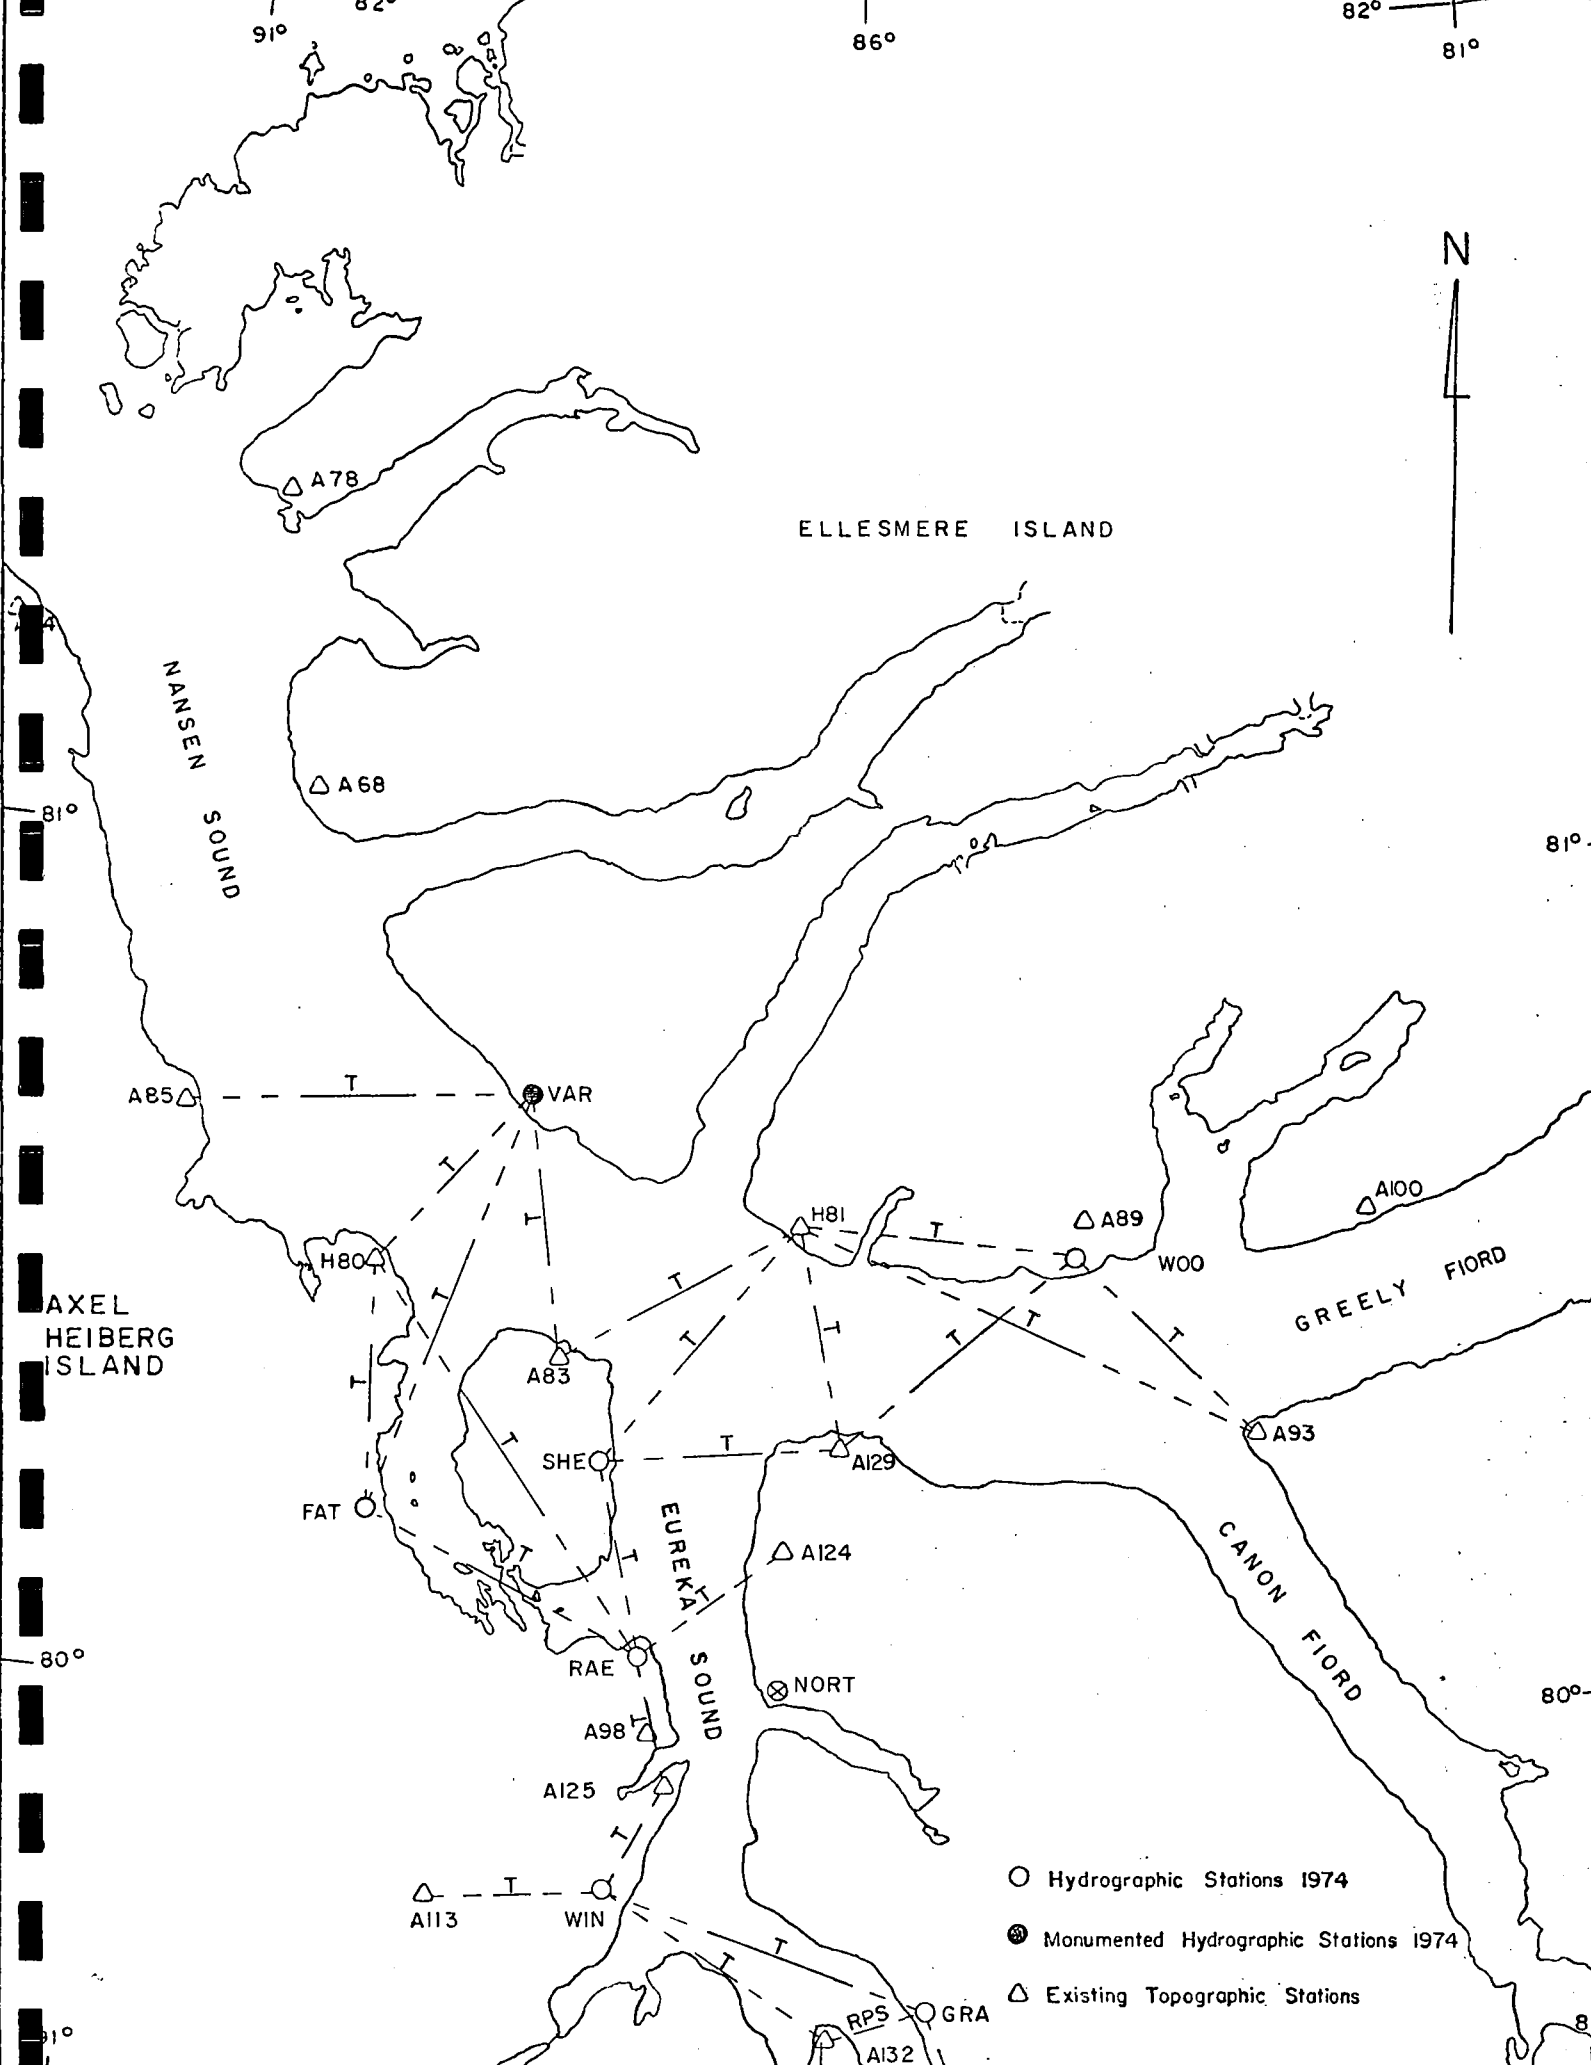 82°
91°
86°
82°
81°
N
A78
ELLESMERE ISLAND
NANSEN SOUND
A68
81°
81°
A85
T
VAR
T
T
H81
T
A89
A100
H80
WOO
GREELY FIORD
AXEL
HEIBERG
ISLAND
T
T
T
T
T
T
T
T
T
A83
A93
SHE
T
A129
T
FAT
EUREKA SOUND
CANON FIORD
T
T
A124
T
RAE
80°
NORT
80°
T
A98
A125
T
T
A113
WIN
T
T
Hydrographic Stations 1974
Monumented Hydrographic Stations 1974
Existing Topographic Stations
RPS
GRA
A132
91°